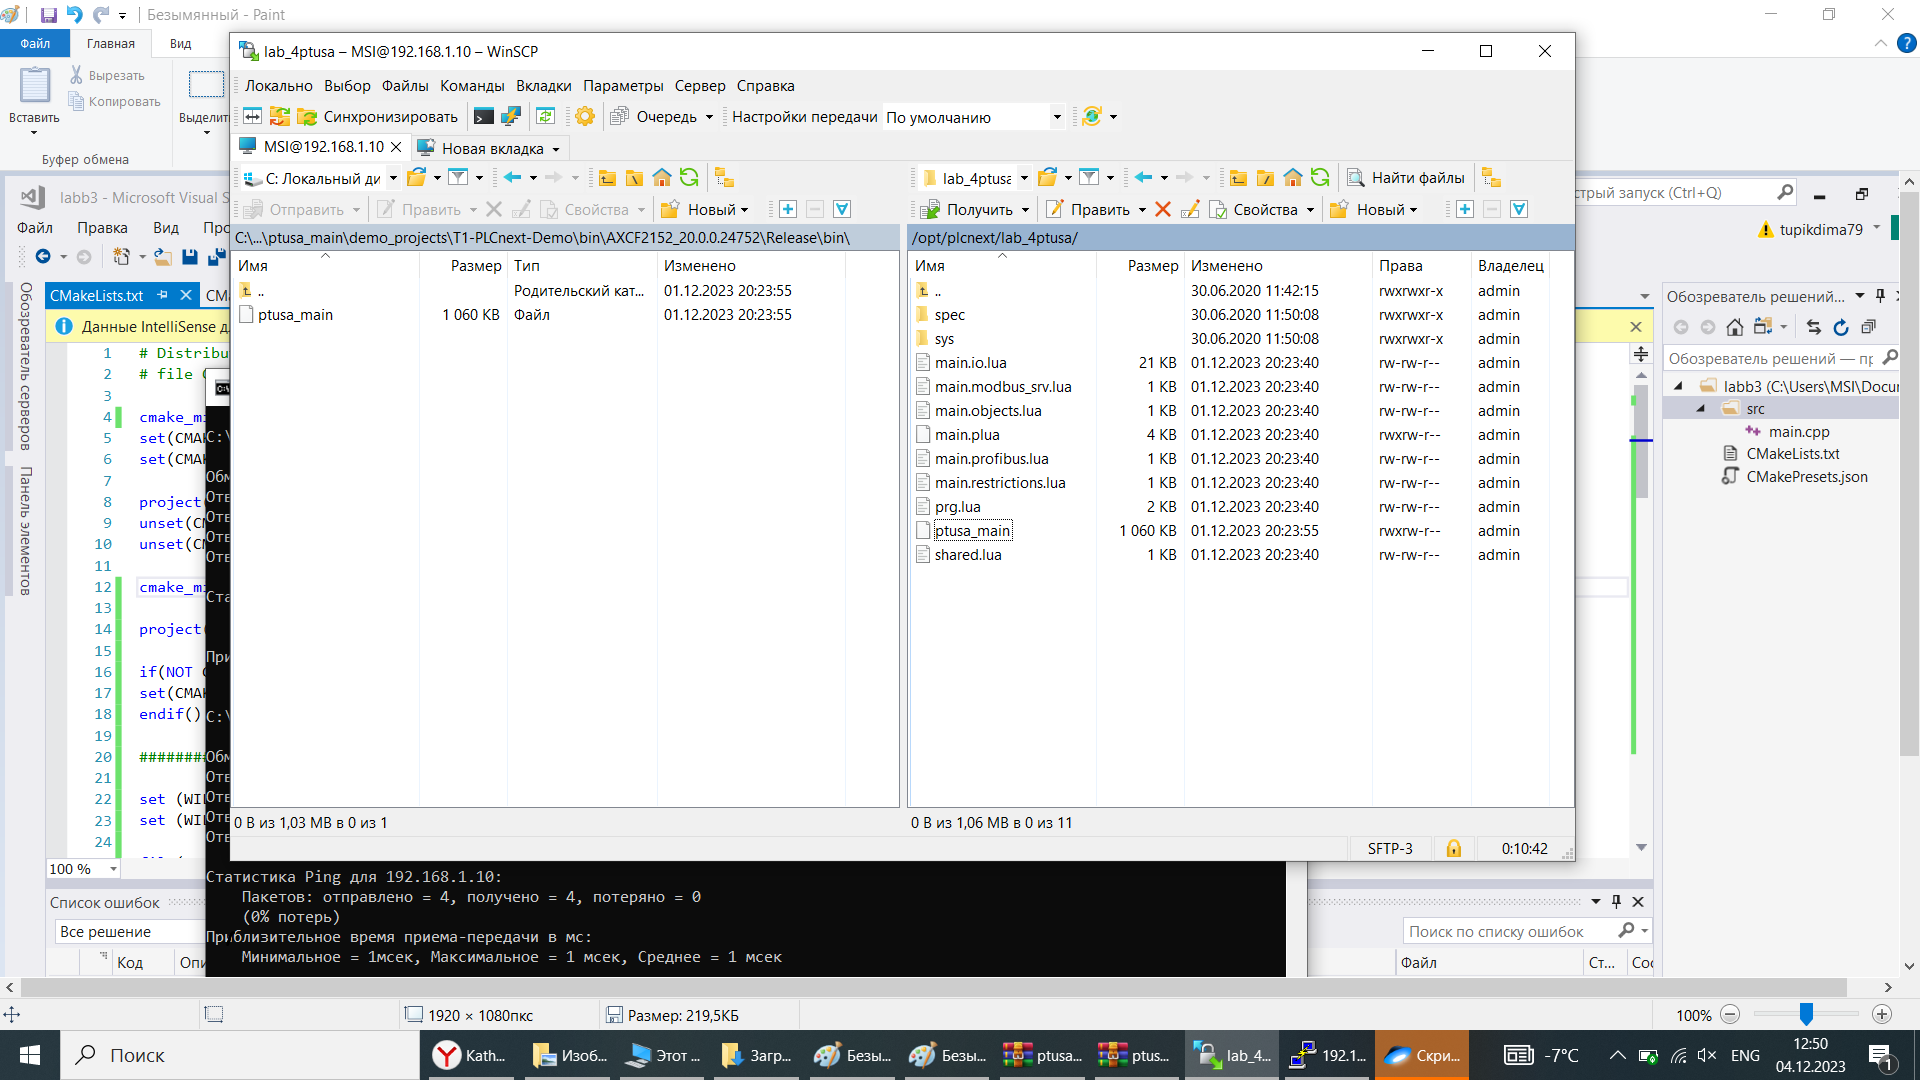 Безымянный - Paint
Файл
Главная
Вид
Вставить
Вырезать
Копировать
Выделит
Буфер обмена
lab_4ptusa – MSI@192.168.1.10 – WinSCP
Локально Выбор Файлы Команды Вкладки Параметры Сервер Справка
Синхронизировать
Очередь
Настройки передачи По умолчанию
MSI@192.168.1.10
Новая вкладка
C: Локальный ди
lab_4ptusa
Найти файлы
Отправить Править Свойства Новый
Получить Править Свойства Новый
C:\...\ptusa_main\demo_projects\T1-PLCnext-Demo\bin\AXCF2152_20.0.0.24752\Release\bin\
Имя Размер Тип Изменено
.. Родительский кат... 01.12.2023 20:23:55
ptusa_main 1 060 KB Файл 01.12.2023 20:23:55
0 B из 1,03 MB в 0 из 1
/opt/plcnext/lab_4ptusa/
Имя Размер Изменено Права Владелец
.. 30.06.2020 11:42:15 rwxrwxr-x admin
spec 30.06.2020 11:50:08 rwxrwxr-x admin
sys 30.06.2020 11:50:08 rwxrwxr-x admin
main.io.lua 21 KB 01.12.2023 20:23:40 rw-rw-r-- admin
main.modbus_srv.lua 1 KB 01.12.2023 20:23:40 rw-rw-r-- admin
main.objects.lua 1 KB 01.12.2023 20:23:40 rw-rw-r-- admin
main.plua 4 KB 01.12.2023 20:23:40 rwxrw-r-- admin
main.profibus.lua 1 KB 01.12.2023 20:23:40 rw-rw-r-- admin
main.restrictions.lua 1 KB 01.12.2023 20:23:40 rw-rw-r-- admin
prg.lua 2 KB 01.12.2023 20:23:40 rw-rw-r-- admin
ptusa_main 1 060 KB 01.12.2023 20:23:55 rwxrw-r-- admin
shared.lua 1 KB 01.12.2023 20:23:40 rw-rw-r-- admin
0 B из 1,06 MB в 0 из 11
SFTP-3 0:10:42
labb3 - Microsoft Visual S
Файл Правка Вид Про
Обозреватель серверов
Панель элементов
CMakeLists.txt
CM
Данные IntelliSense д
1 # Distribu
2 # file C
3
4 cmake_mi
5 set(CMAK
6 set(CMAK
7
8 project(
9 unset(CM
10 unset(CM
11
12 cmake_mi
13
14 project(
15
16 if(NOT C
17 set(CMAK
18 endif()
19
20 ########
21
22 set (WIN
23 set (WIN
24
100 %
Список ошибок
Все решение
Код
Опи
C:\
Обм
Отв
Отв
Отв
Отв
Ста
При
C:\
Обм
Отв
Отв
Отв
Отв
Статистика Ping для 192.168.1.10:
Пакетов: отправлено = 4, получено = 4, потеряно = 0
(0% потерь)
Приблизительное время приема-передачи в мс:
Минимальное = 1мсек, Максимальное = 1 мсек, Среднее = 1 мсек
стрый запуск (Ctrl+Q)
tupikdima79
Обозреватель решений...
Обозреватель решений — пр
labb3 (C:\Users\MSI\Docu
src
main.cpp
CMakeLists.txt
CMakePresets.json
Поиск по списку ошибок
Файл
Ст...
Сос
1920 × 1080пкс
Размер: 219,5КБ
100%
Поиск
Kath...
Изоб...
Этот ...
Загр...
Безы...
Безы...
ptusa...
ptus...
lab_4...
192.1...
Скри...
-7°C
ENG
12:50
04.12.2023
1